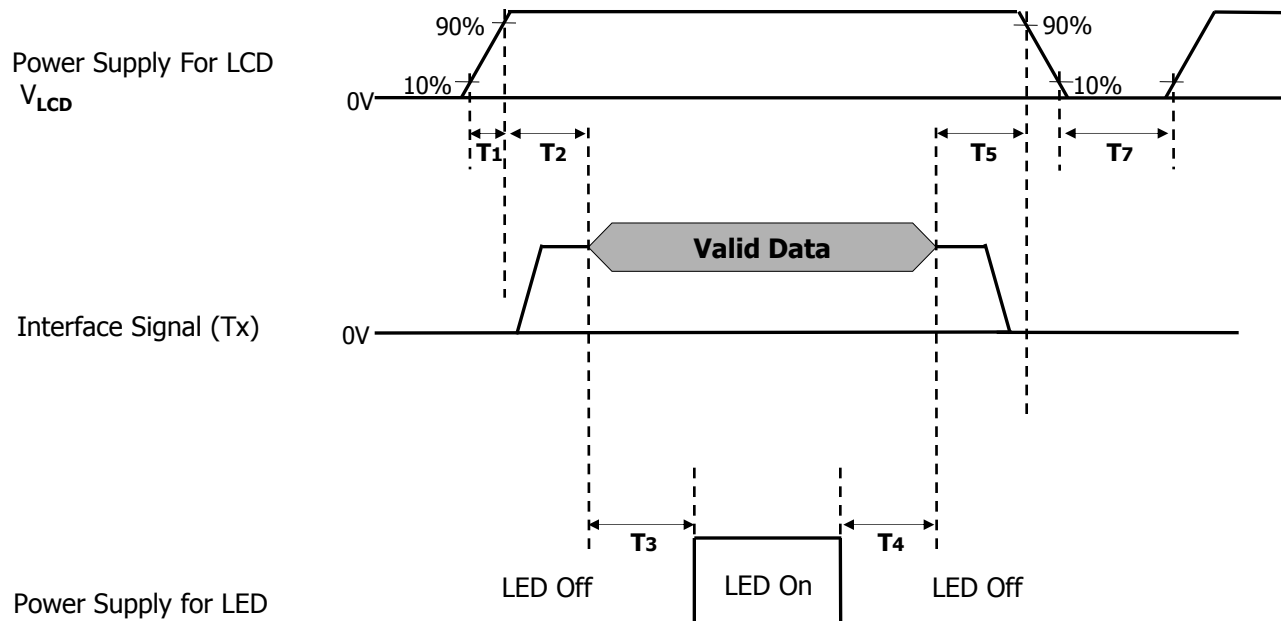 90%
90%
Power Supply For LCD
10%
10%
VLCD
0V
T1
T2
T5
T7
Valid Data
Interface Signal (Tx)
0V
T3
T4
LED Off
LED On
LED Off
Power Supply for LED